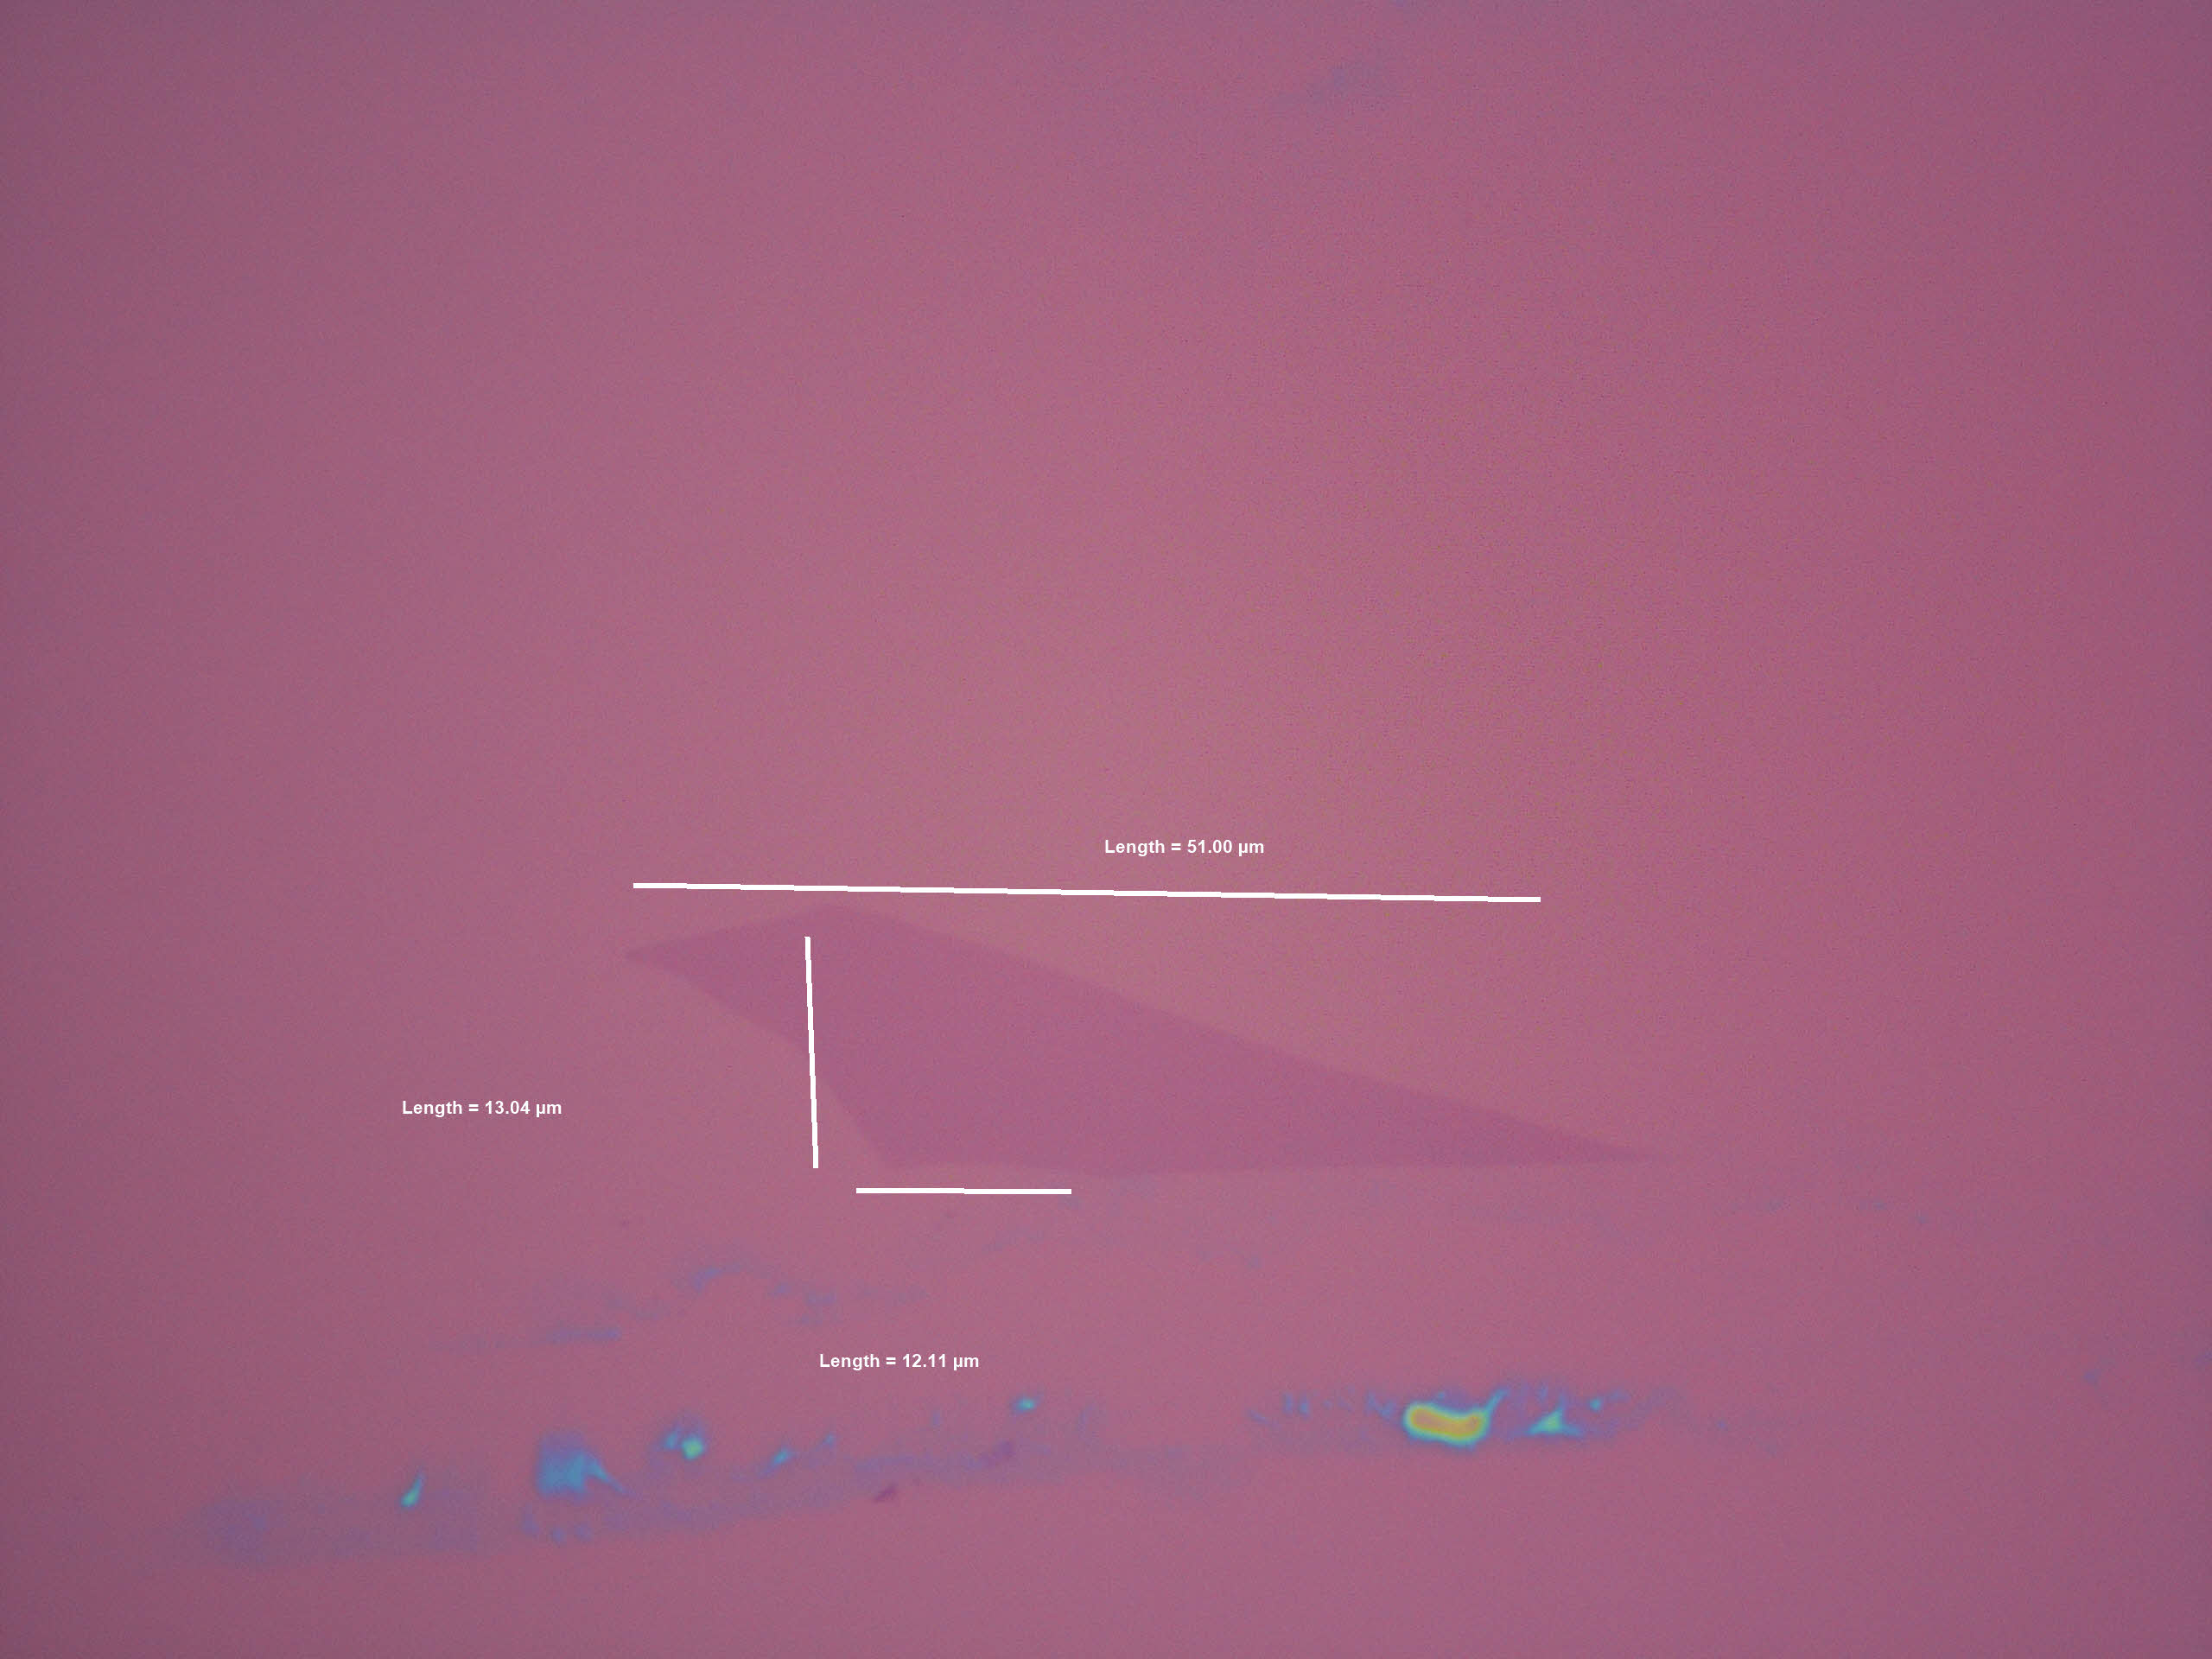 Length = 51.00 µm
Length = 13.04 µm
Length = 12.11 µm